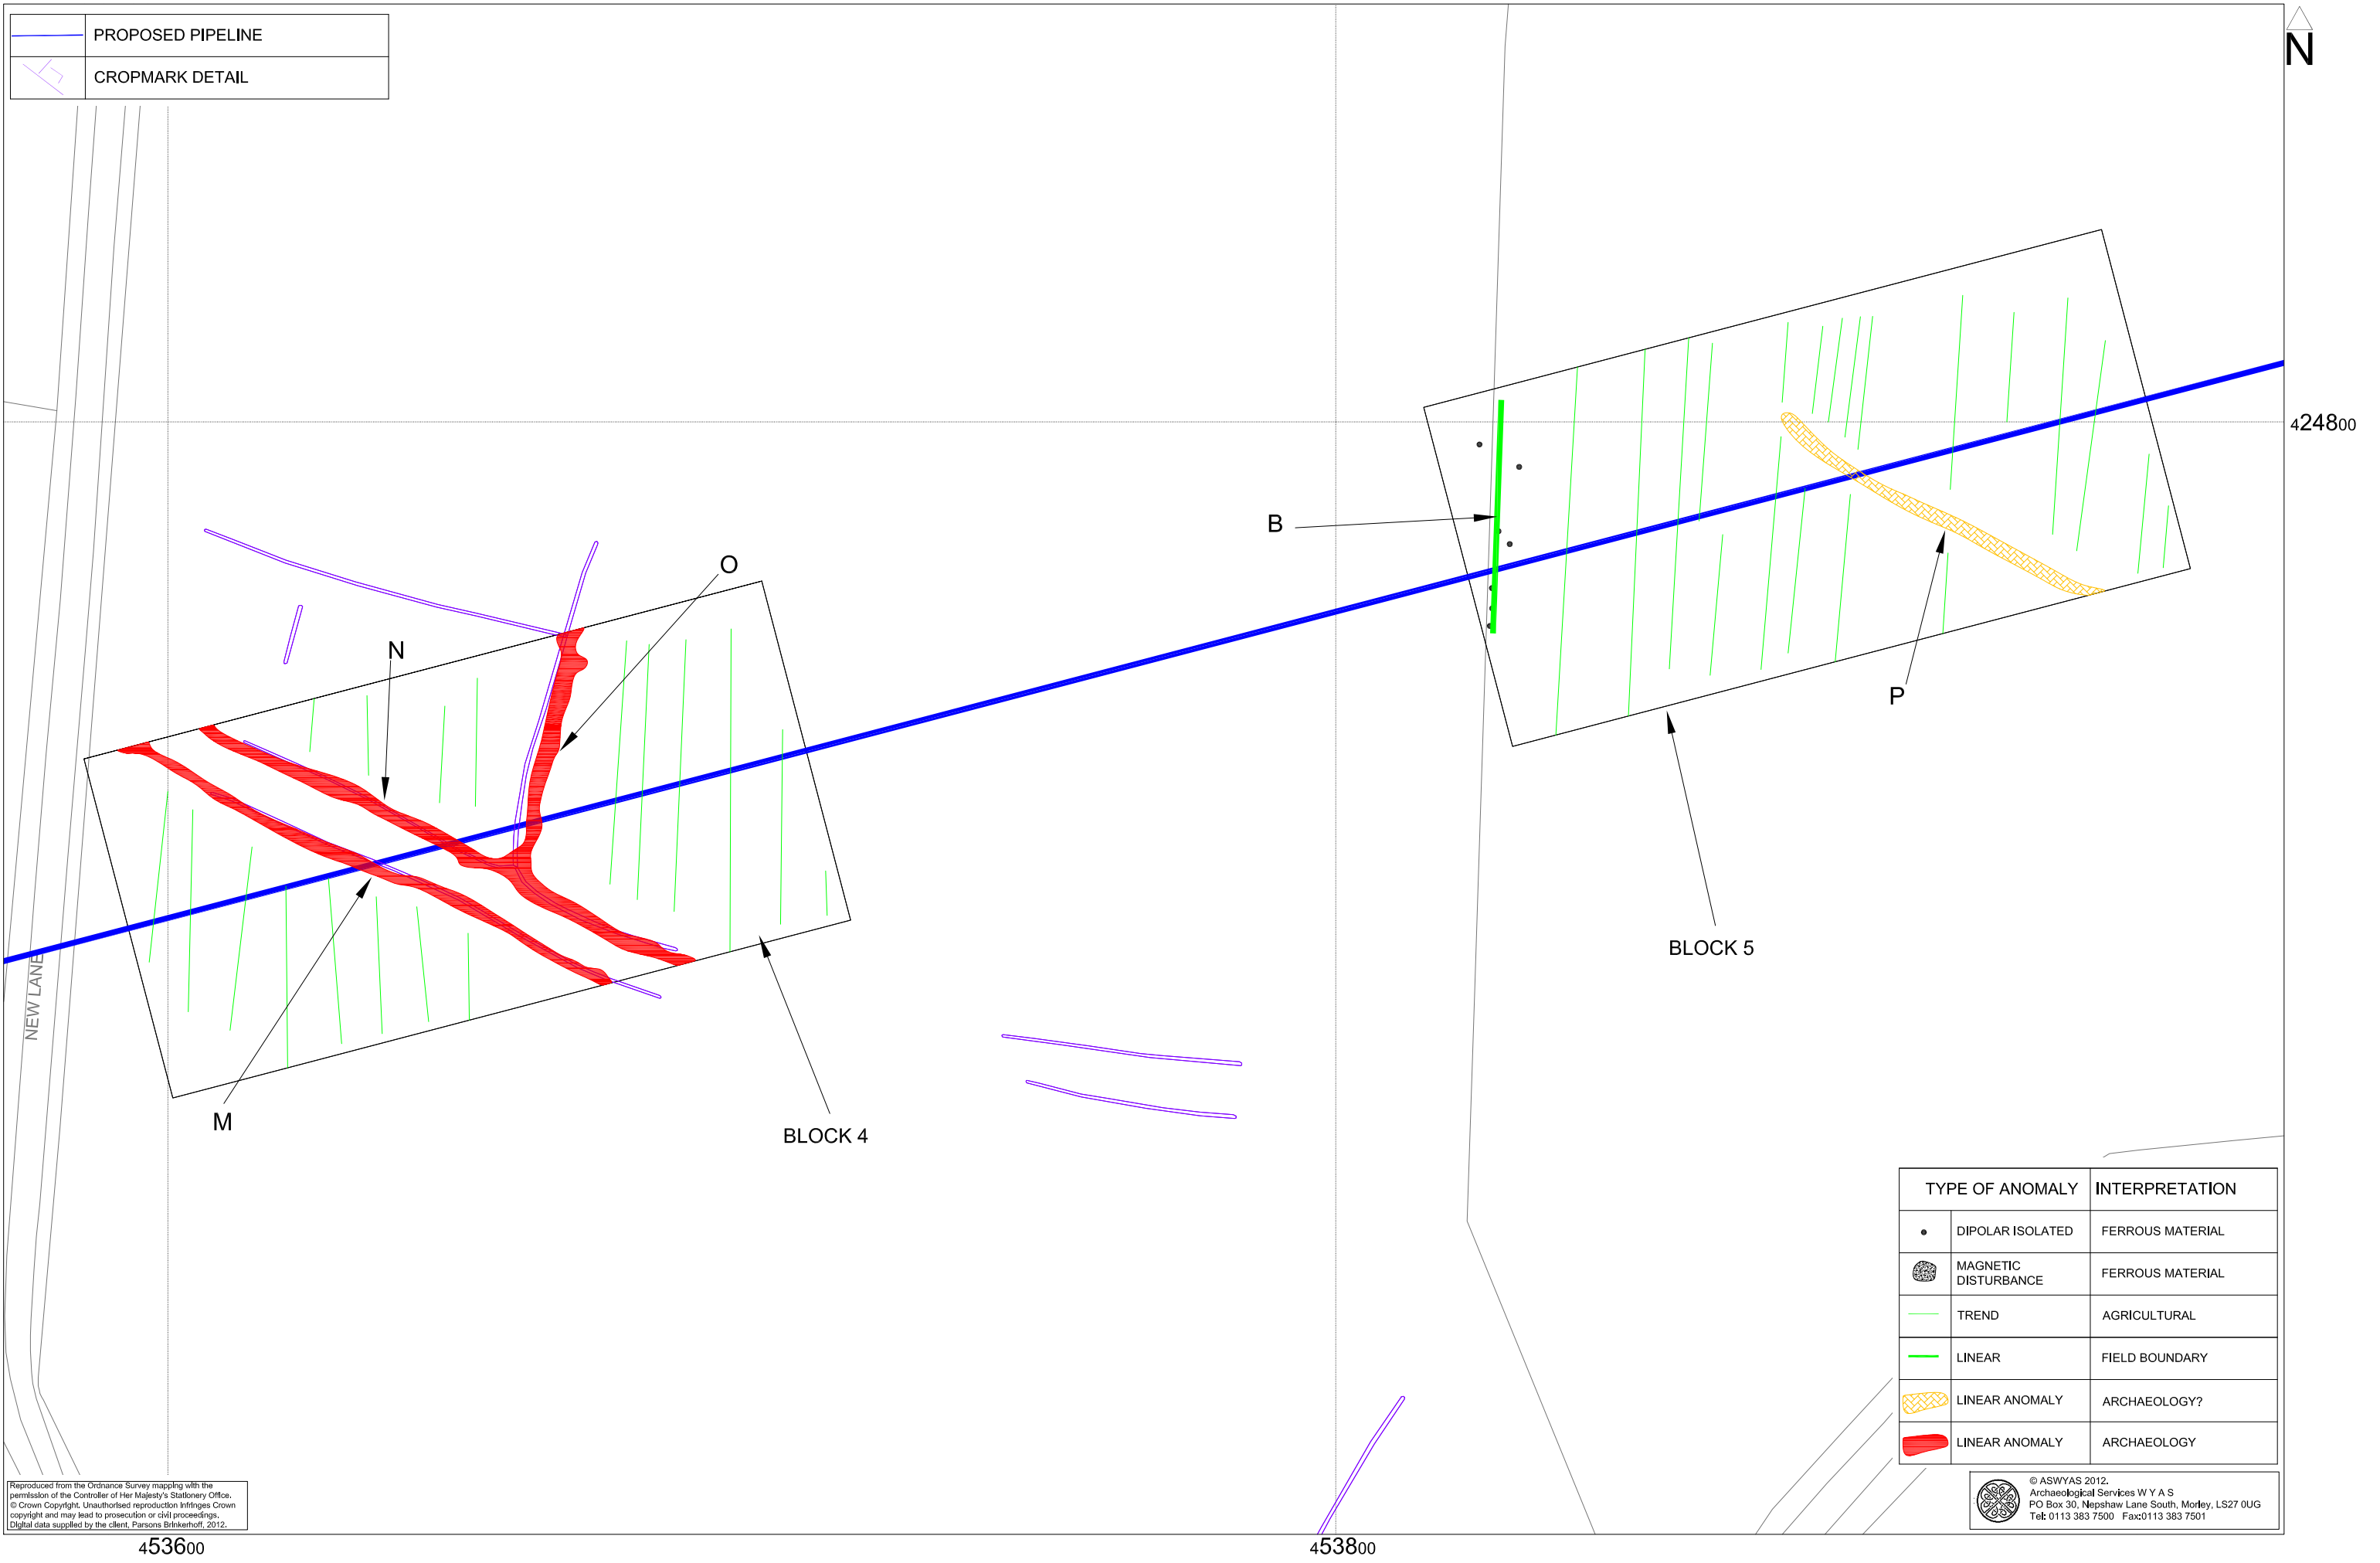 PROPOSED PIPELINE
CROPMARK DETAIL
N
424800
B
O
N
P
BLOCK 5
NEW LANE
M
BLOCK 4
TYPE OF ANOMALY INTERPRETATION
DIPOLAR ISOLATED FERROUS MATERIAL
MAGNETIC
DISTURBANCE FERROUS MATERIAL
TREND AGRICULTURAL
LINEAR FIELD BOUNDARY
LINEAR ANOMALY ARCHAEOLOGY?
LINEAR ANOMALY ARCHAEOLOGY
Reproduced from the Ordnance Survey mapping with the
permission of the Controller of Her Majesty's Stationery Office.
© Crown Copyright. Unauthorised reproduction infringes Crown
copyright and may lead to prosecution or civil proceedings.
Digital data supplied by the client, Parsons Brinkerhoff, 2012.
© ASWYAS 2012.
Archaeological Services W Y A S
PO Box 30, Nepshaw Lane South, Morley, LS27 0UG
Tel: 0113 383 7500 Fax:0113 383 7501
453600
453800